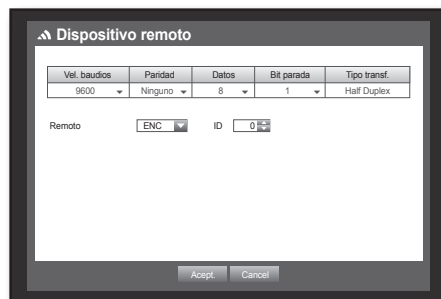 Dispositivo remoto
Vel. baudios Paridad Datos Bit parada Tipo transf.
9600 Ninguno 8 1 Half Duplex
Remoto ENC ID 0
Acept. Cancel